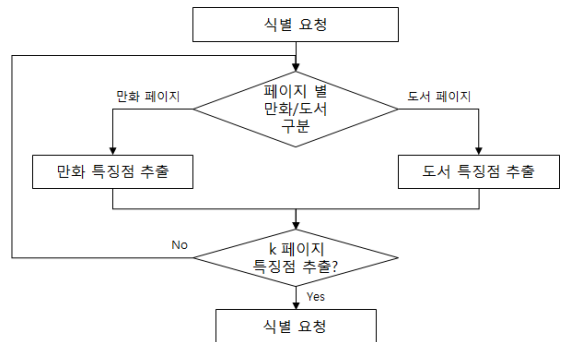 식별 요청
페이지 별
만화/도서
구분
만화 페이지
도서 페이지
만화 특징점 추출
도서 특징점 추출
k 페이지
특징점 추출?
No
Yes
식별 요청